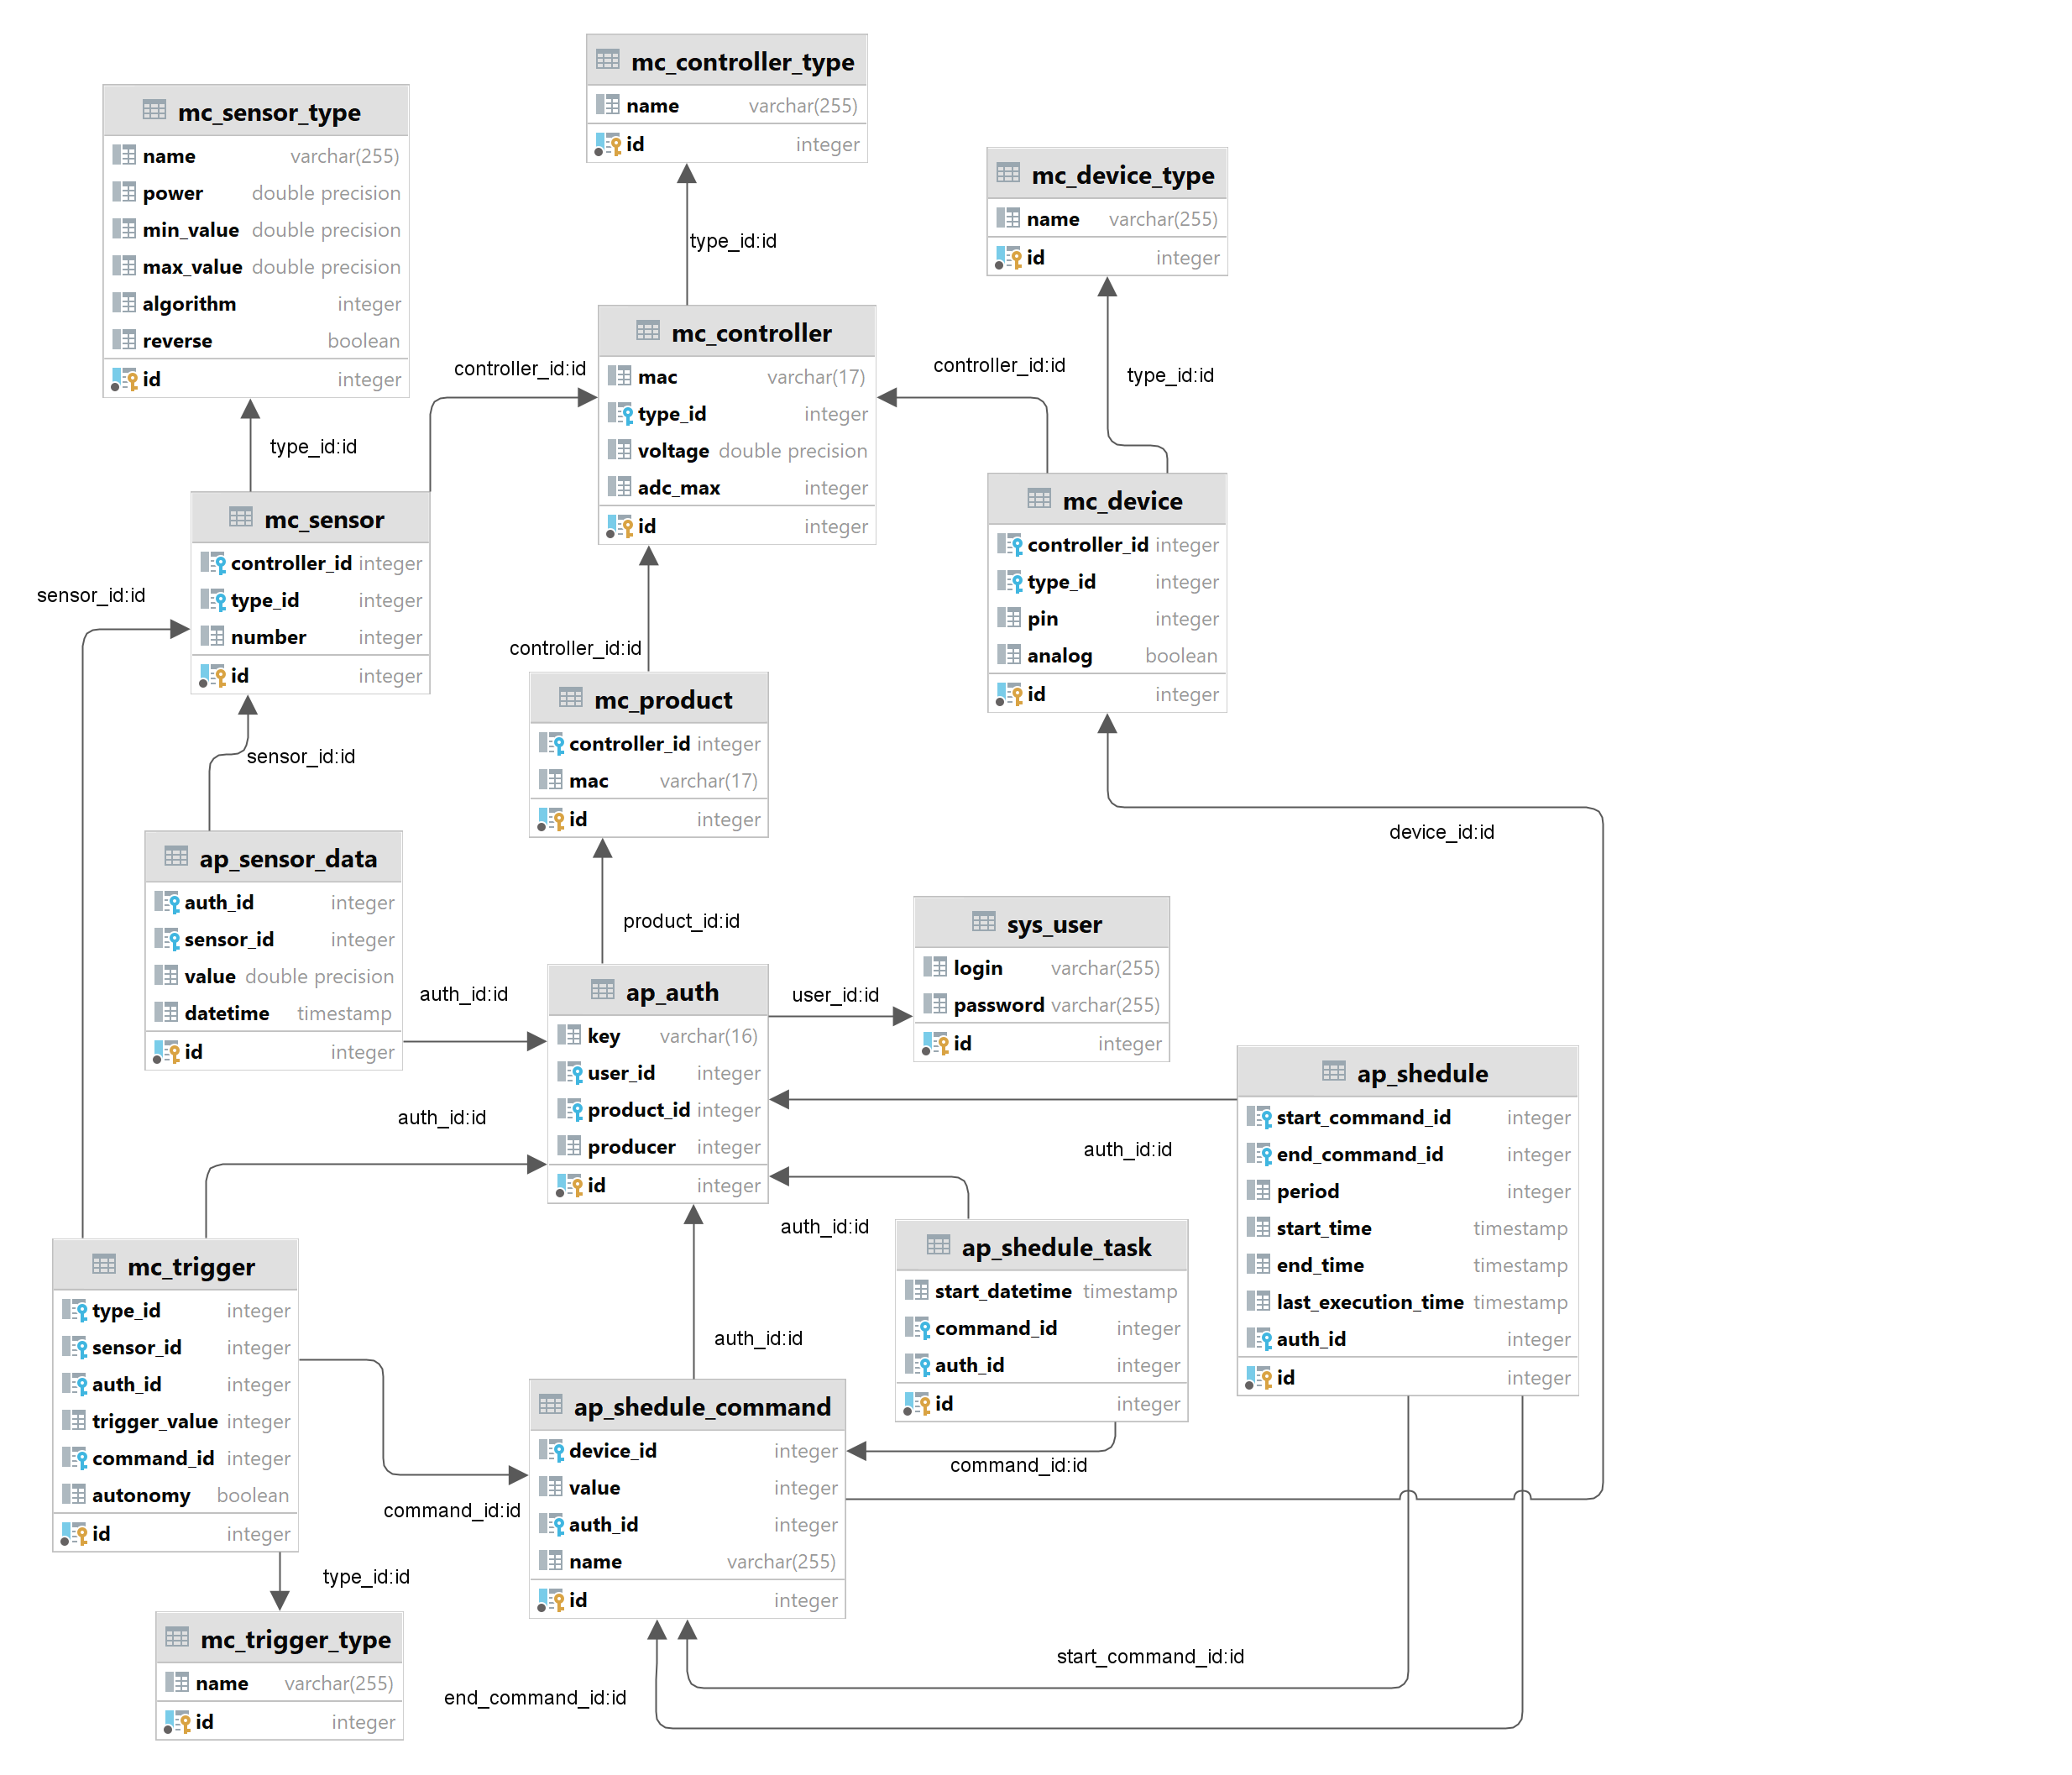 mc_controller_type
name varchar(255)
id integer
mc_sensor_type
name varchar(255)
power double precision
min_value double precision
max_value double precision
algorithm integer
reverse boolean
id integer
mc_device_type
name varchar(255)
id integer
type_id:id
mc_controller
mac varchar(17)
type_id integer
voltage double precision
adc_max integer
id integer
controller_id:id
controller_id:id
type_id:id
type_id:id
mc_sensor
controller_id integer
type_id integer
number integer
id integer
mc_device
controller_id integer
type_id integer
pin integer
analog boolean
id integer
sensor_id:id
controller_id:id
mc_product
controller_id integer
mac varchar(17)
id integer
sensor_id:id
device_id:id
ap_sensor_data
auth_id integer
sensor_id integer
value double precision
datetime timestamp
id integer
product_id:id
sys_user
login varchar(255)
password varchar(255)
id integer
auth_id:id
user_id:id
ap_auth
key varchar(16)
user_id integer
product_id integer
producer integer
id integer
ap_shedule
start_command_id integer
end_command_id integer
period integer
start_time timestamp
end_time timestamp
last_execution_time timestamp
auth_id integer
id integer
auth_id:id
auth_id:id
auth_id:id
ap_shedule_task
start_datetime timestamp
command_id integer
auth_id integer
id integer
mc_trigger
type_id integer
sensor_id integer
auth_id integer
trigger_value integer
command_id integer
autonomy boolean
id integer
auth_id:id
ap_shedule_command
device_id integer
value integer
auth_id integer
name varchar(255)
id integer
command_id:id
command_id:id
type_id:id
mc_trigger_type
name varchar(255)
id integer
start_command_id:id
end_command_id:id